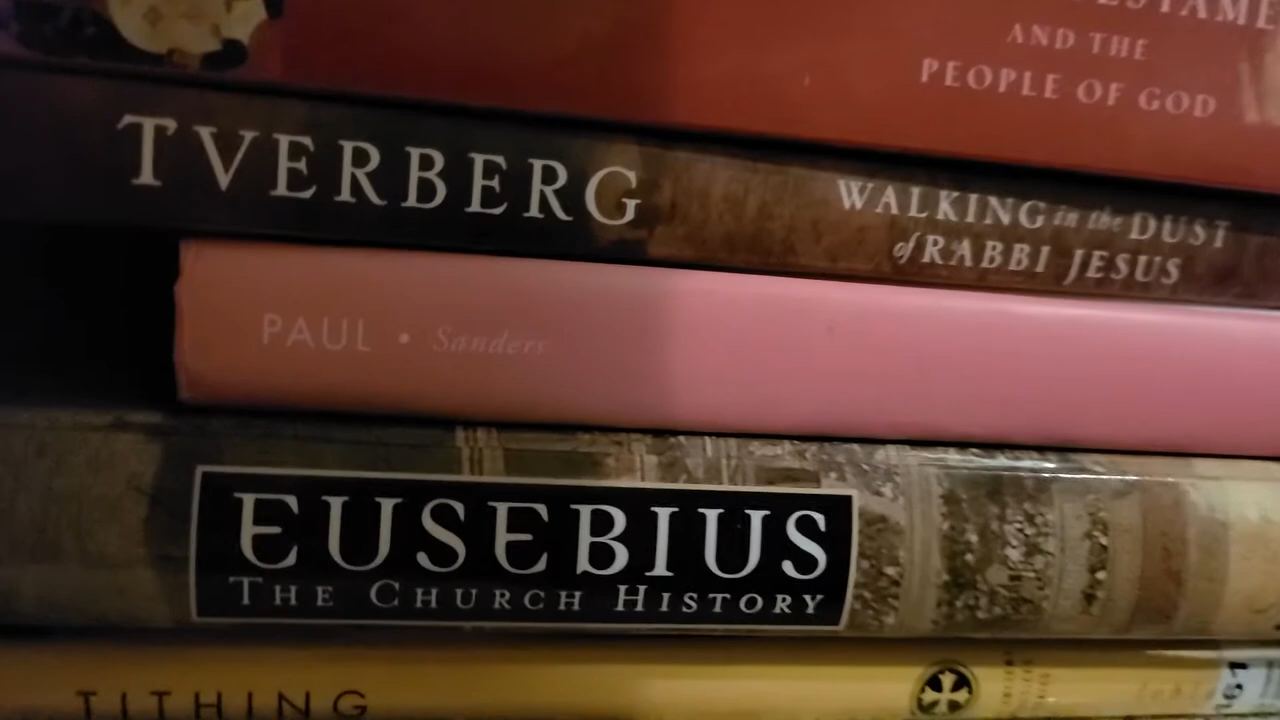 AND THE
PEOPLE OF GOD
TVERBERG
WALKING in the DUST
of RABBI JESUS
PAUL • Sanders
EUSEBIUS
THE CHURCH HISTORY
TITHING